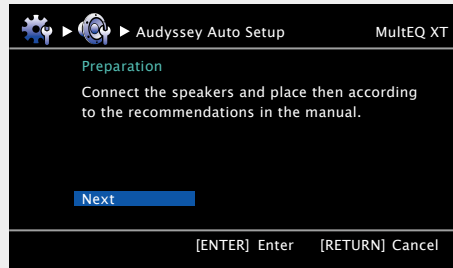 Audyssey Auto Setup MultEQ XT
Preparation
Connect the speakers and place then according
to the recommendations in the manual.
Next
[ENTER] Enter [RETURN] Cancel